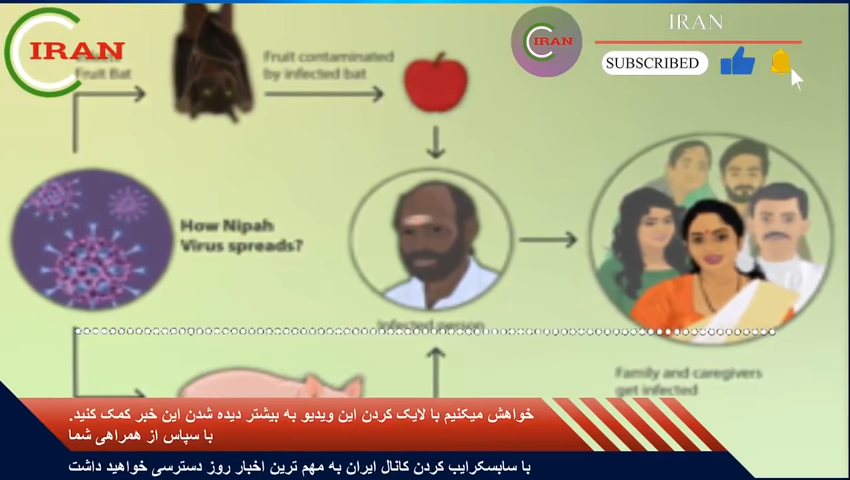 IRAN
Fruit Bat
Fruit contaminated
by infected bat
IRAN
IRAN
SUBSCRIBED
How Nipah
Virus spreads?
Infected person
Family and caregivers
get infected
خواهش میکنیم با لایک کردن این ویدیو به بیشتر دیده شدن این خبر کمک کنید.
با سپاس از همراهی شما
با سابسکرایب کردن کانال ایران به مهم ترین اخبار روز دسترسی خواهید داشت